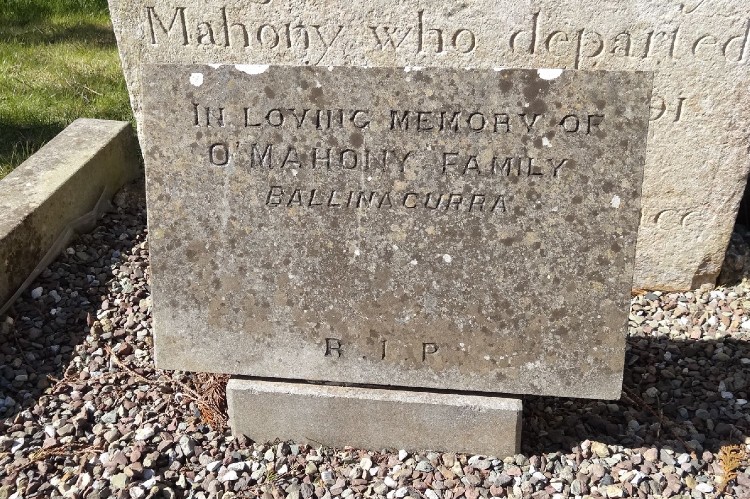 Mahony who departed
IN LOVING MEMORY OF
O'MAHONY FAMILY
BALLINACURRA
R.I.P